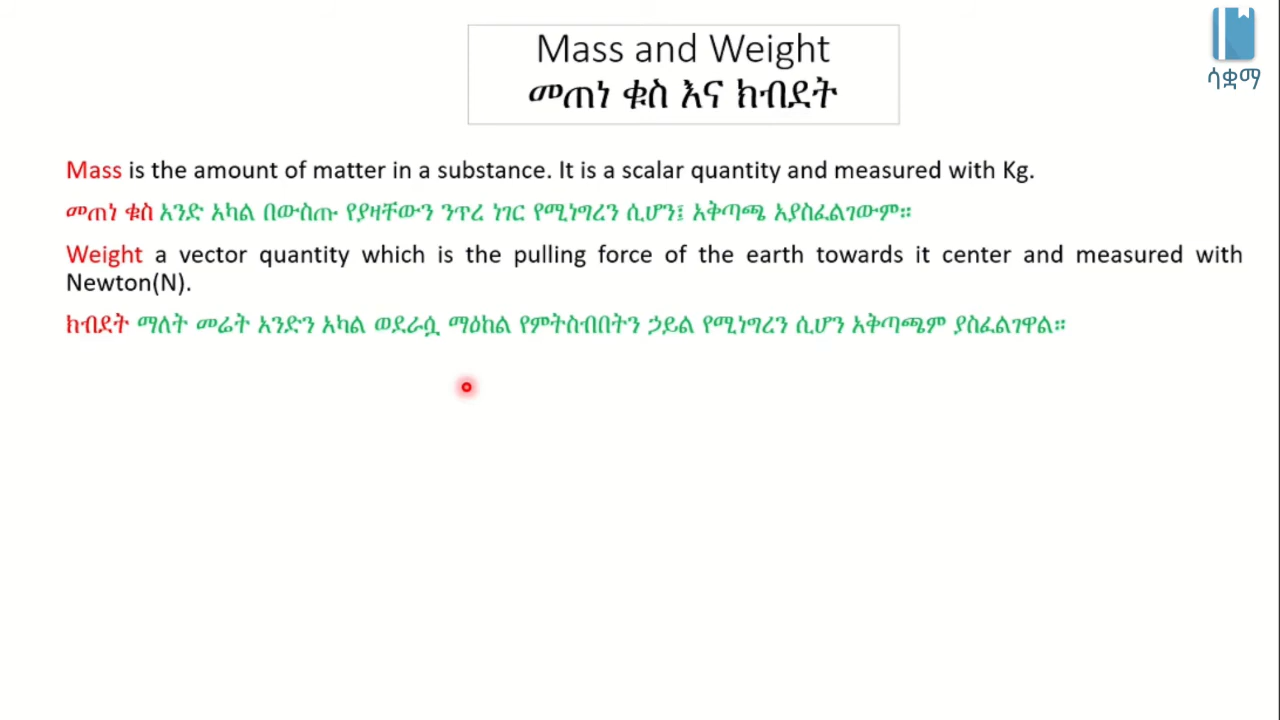 Mass and Weight
መጠነ ቁስ እና ክብደት
ሳቋማ
Mass is the amount of matter in a substance. It is a scalar quantity and measured with Kg.
መጠነ ቁስ አንድ አካል በውስጡ የያዛቸውን ንጥረ ነገር የሚነግረን ሲሆን፤ አቅጣጫ አያስፈልገውም።
Weight a vector quantity which is the pulling force of the earth towards it center and measured with
Newton(N).
ክብደት ማለት መሬት አንድን አካል ወደራሷ ማዕከል የምትስብበትን ኃይል የሚነግረን ሲሆን አቅጣጫም ያስፈልገዋል።